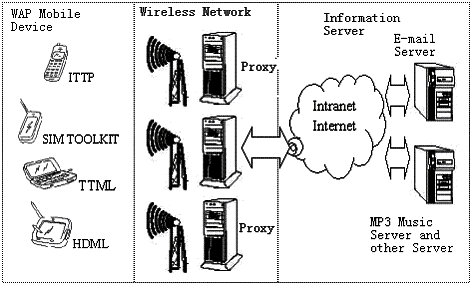 WAP Mobile
Device
ITTP
SIM TOOLKIT
TTML
HDML
Wireless Network
Proxy
Proxy
Information
Server
Intranet
Internet
E-mail
Server
MP3 Music
Server and
other Server